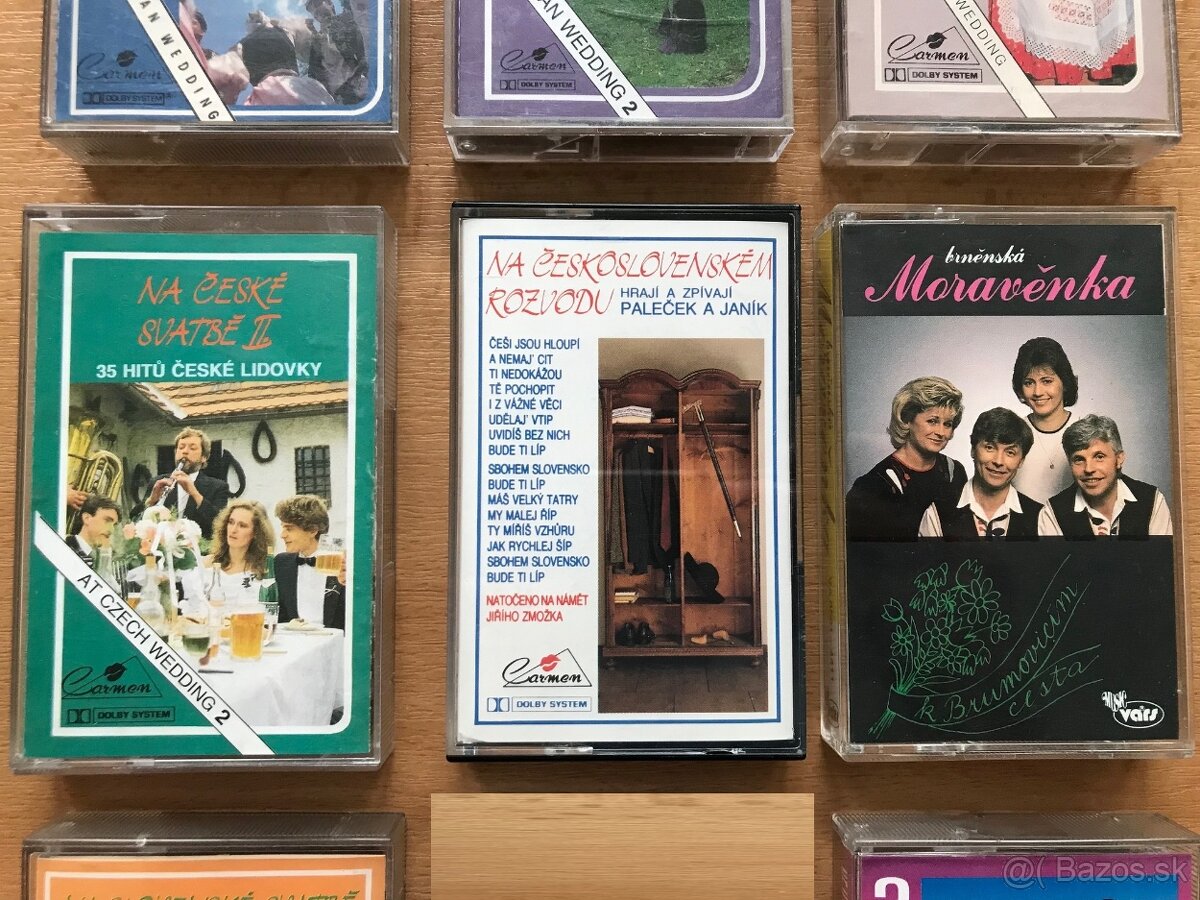 AN WEDDING
Carmen
DOLBY SYSTEM
AN WEDDING 2
Carmen
DOLBY SYSTEM
WEDDING
Carmen
DOLBY SYSTEM
NA ČESKÉ
SVATBĚ II.
35 HITŮ ČESKÉ LIDOVKY
AT CZECH WEDDING 2
Carmen
DOLBY SYSTEM
NA ČESKOSLOVENSKÉM
ROZVODU HRAJÍ A ZPÍVAJÍ
PALEČEK A JANÍK
ČEŠI JSOU HLOUPÍ
A NEMAJ' CIT
TI NEDOKÁŽOU
TĚ POCHOPIT
I Z VÁŽNÉ VĚCI
UDĚLAJ' VTIP
UVIDÍŠ BEZ NICH
BUDE TI LÍP
SBOHEM SLOVENSKO
BUDE TI LÍP
MÁŠ VELKÝ TATRY
MY MALEJ ŘÍP
TY MÍŘÍŠ VZHŮRU
JAK RYCHLEJ ŠÍP
SBOHEM SLOVENSKO
BUDE TI LÍP
NATOČENO NA NÁMĚT
JIŘÍHO ZMOŽKA
Carmen
DOLBY SYSTEM
brněnská
Moravěnka
k Brumovicím
cesta
MUSIC
vars
2
@( Bazos.sk